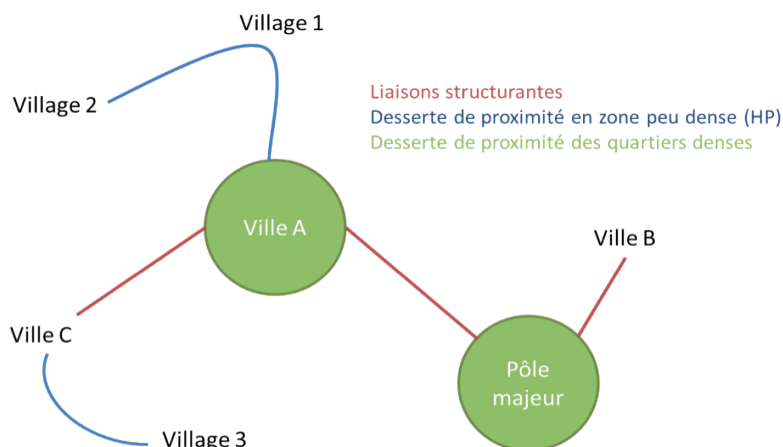 Village 1
Village 2
Liaisons structurantes
Desserte de proximité en zone peu dense (HP)
Desserte de proximité des quartiers denses
Ville A
Ville B
Ville C
Pôle
majeur
Village 3